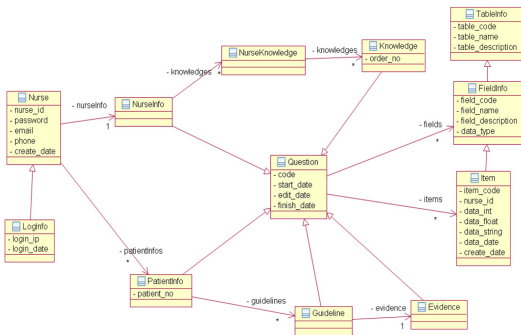 TableInfo
- table_code
- table_name
- table_description
NurseKnowledge
- knowledges
*
Knowledge
- order_no
- knowledges
*
FieldInfo
- field_code
- field_name
- field_description
- data_type
Nurse
- nurse_id
- password
- email
- phone
- create_date
- nurseInfo
1
NurseInfo
- fields
*
Question
- code
- start_date
- edit_date
- finish_date
Item
- item_code
- nurse_id
- data_int
- data_float
- data_string
- data_date
- create_date
- items
*
LogInfo
- login_ip
- login_date
- patientInfos
*
PatientInfo
- patient_no
- guidelines
*
Guideline
- evidence
1
Evidence